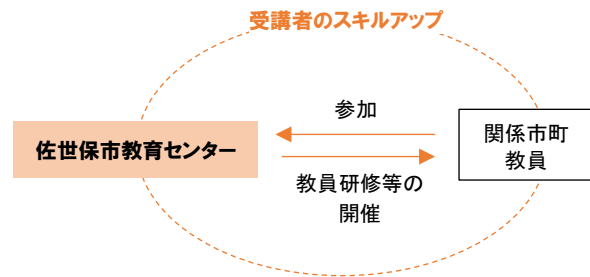 受講者のスキルアップ
参加
佐世保市教育センター
関係市町
教員
教員研修等の
開催